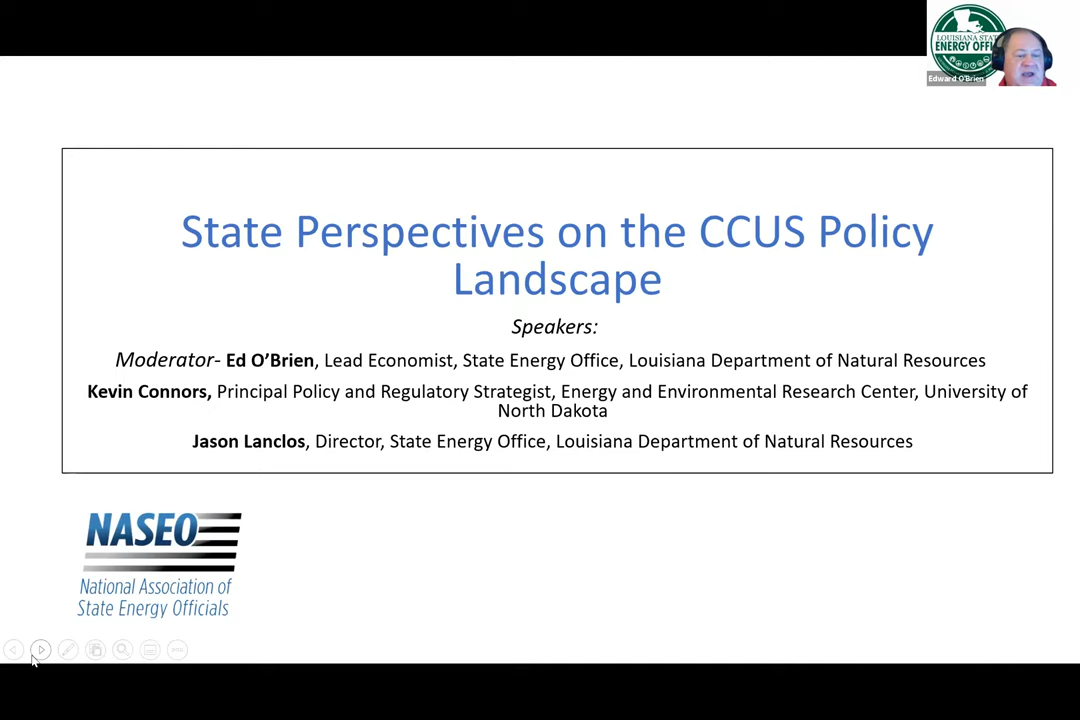 LOUISIANA STATE
ENERGY OFFI
Edward O'Brien
State Perspectives on the CCUS Policy
Landscape
Speakers:
Moderator- Ed O’Brien, Lead Economist, State Energy Office, Louisiana Department of Natural Resources
Kevin Connors, Principal Policy and Regulatory Strategist, Energy and Environmental Research Center, University of
North Dakota
Jason Lanclos, Director, State Energy Office, Louisiana Department of Natural Resources
NASEO
National Association of
State Energy Officials